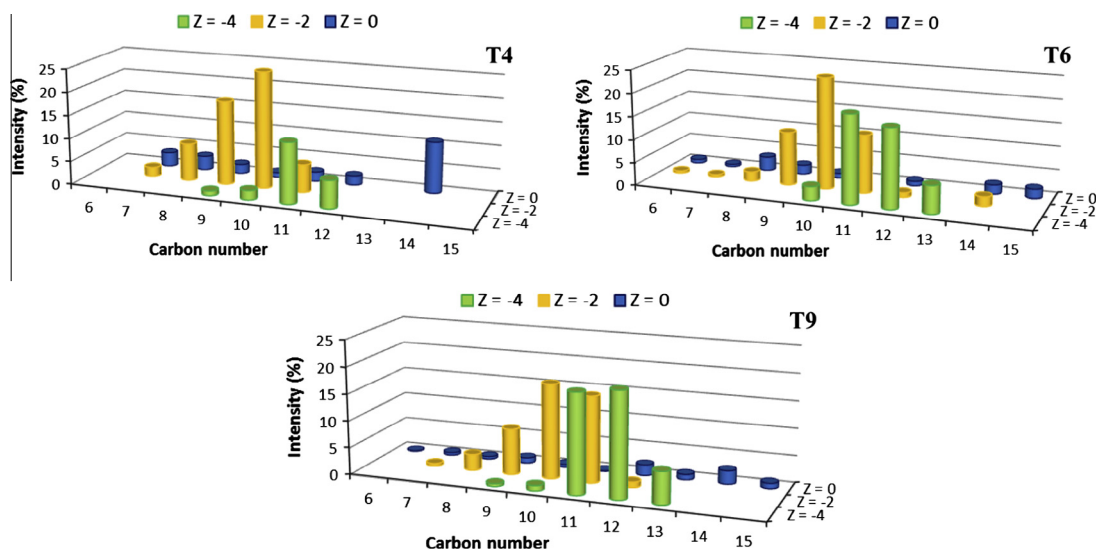 Z = -4 Z = -2 Z = 0
T4
Intensity (%)
25
20
15
10
5
0
6 7 8 9 10 11 12 13 14 15
Z = 0
Z = -2
Z = -4
Carbon number
Z = -4 Z = -2 Z = 0
T6
Intensity (%)
25
20
15
10
5
0
6 7 8 9 10 11 12 13 14 15
Z = 0
Z = -2
Z = -4
Carbon number
Z = -4 Z = -2 Z = 0
T9
Intensity (%)
25
20
15
10
5
0
6 7 8 9 10 11 12 13 14 15
Z = 0
Z = -2
Z = -4
Carbon number